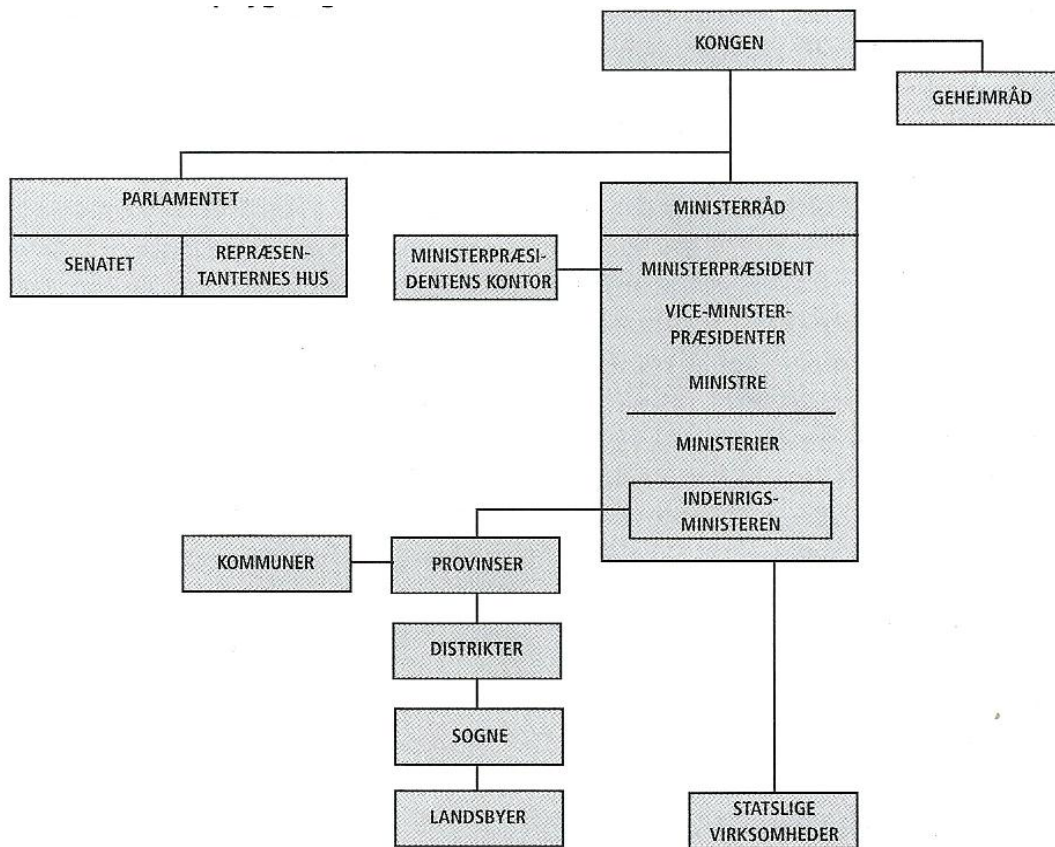 KONGEN
GEHEJMRÅD
PARLAMENTET
SENATET
REPRÆSEN-
TANTERNES HUS
MINISTERRÅD
MINISTERPRÆSI-
DENTENS KONTOR
MINISTERPRÆSIDENT
VICE-MINISTER-
PRÆSIDENTER
MINISTRE
MINISTERIER
INDENRIGS-
MINISTEREN
KOMMUNER
PROVINSER
DISTRIKTER
SOGNE
LANDSBYER
STATSLIGE
VIRKSOMHEDER